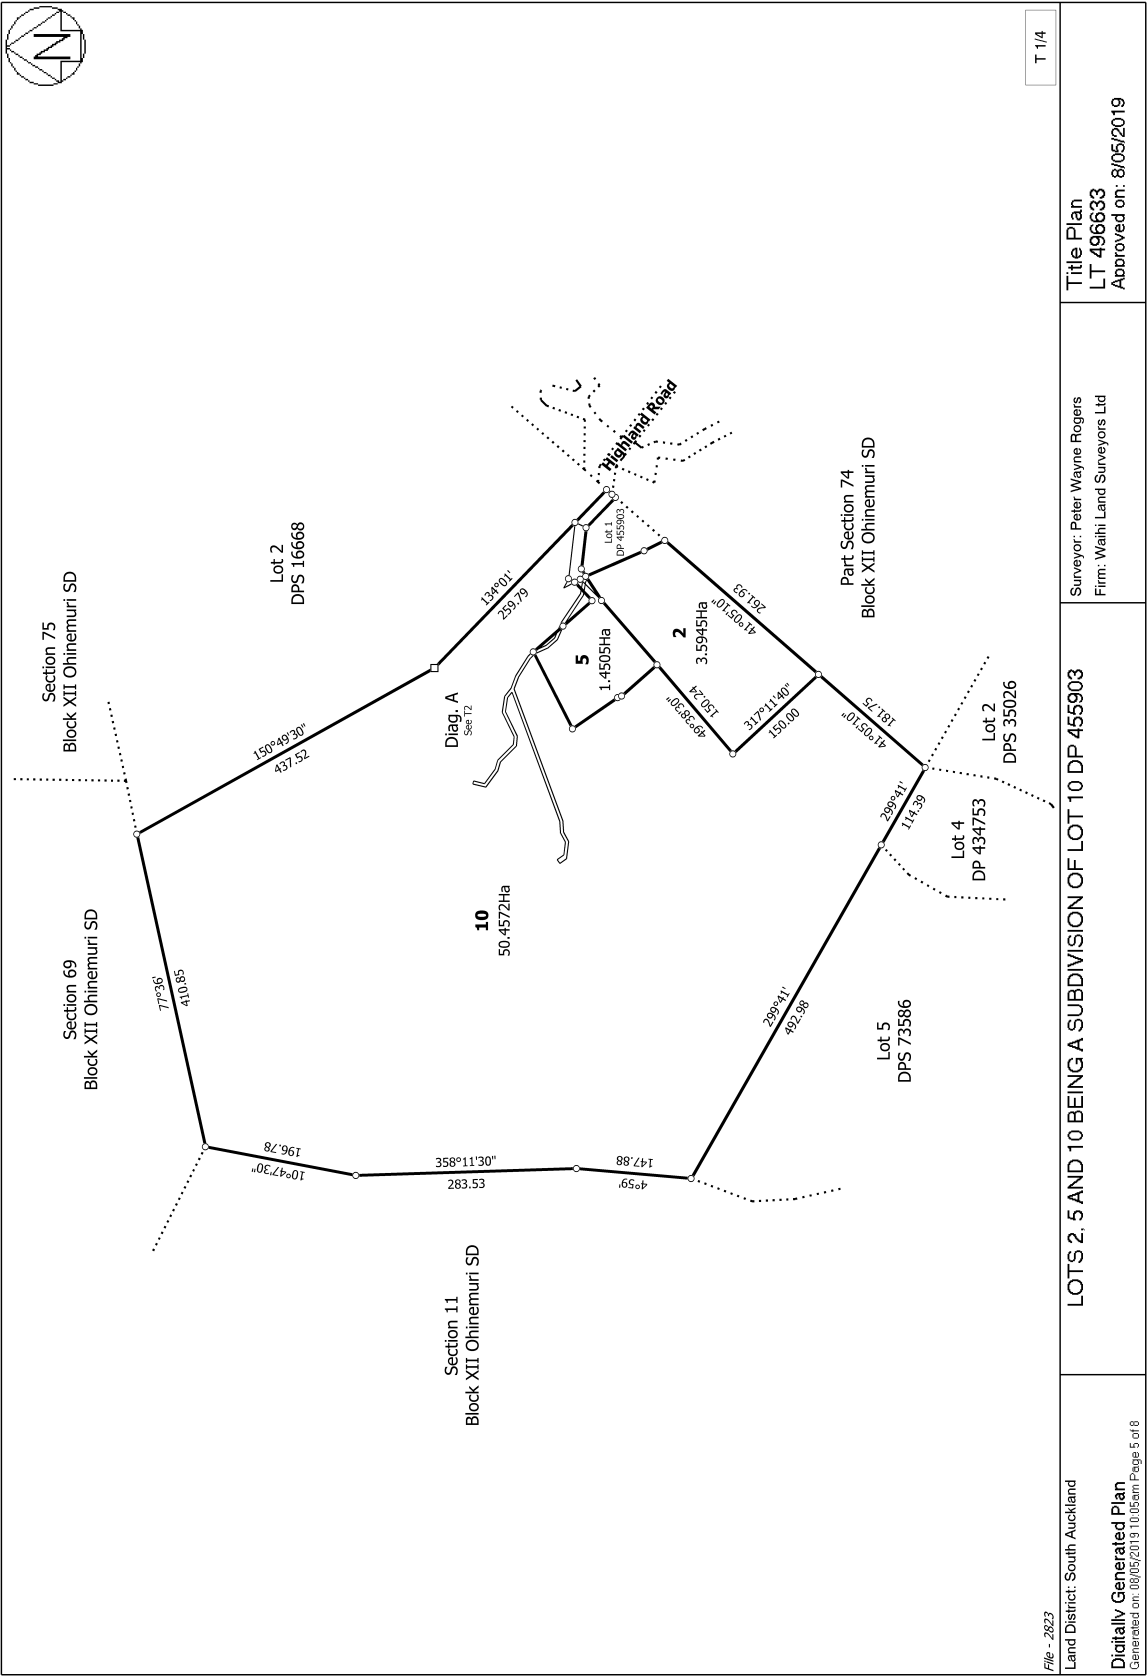 N
T 1/4
Section 75
Block XII Ohinemuri SD
Section 69
Block XII Ohinemuri SD
Lot 2
DPS 16668
77°36'
410.85
150°49'30"
437.52
134°01'
259.79
Highland Road
Lot 1
DP 455903
Diag. A
See T2
10°47'30"
196.78
358°11'30"
283.53
4°59'
147.88
10
50.4572Ha
5
1.4505Ha
2
3.5945Ha
49°38'30"
150.24
317°11'40"
150.00
41°05'10"
261.93
41°05'10"
181.75
299°41'
114.39
299°41'
492.98
Part Section 74
Block XII Ohinemuri SD
Lot 2
DPS 35026
Lot 4
DP 434753
Lot 5
DPS 73586
Section 11
Block XII Ohinemuri SD
File - 2823
Land District: South Auckland
Digitally Generated Plan
Generated on: 08/05/2019 10:05am Page 5 of 8
LOTS 2, 5 AND 10 BEING A SUBDIVISION OF LOT 10 DP 455903
Surveyor: Peter Wayne Rogers
Firm: Waihi Land Surveyors Ltd
Title Plan
LT 496633
Approved on: 8/05/2019